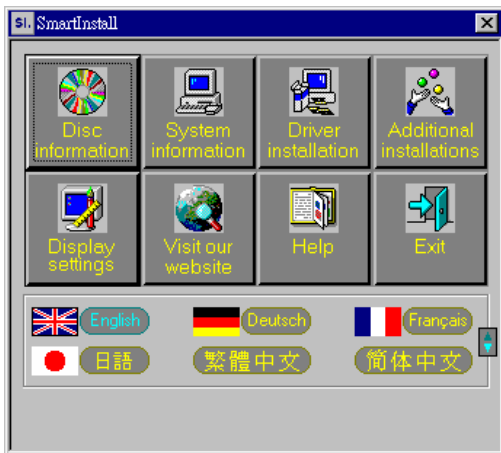 SI. SmartInstall
Disc
information
System
information
Driver
installation
Additional
installations
Display
settings
Visit our
website
Help
Exit
English
Deutsch
Français
日語
繁體中文
简体中文